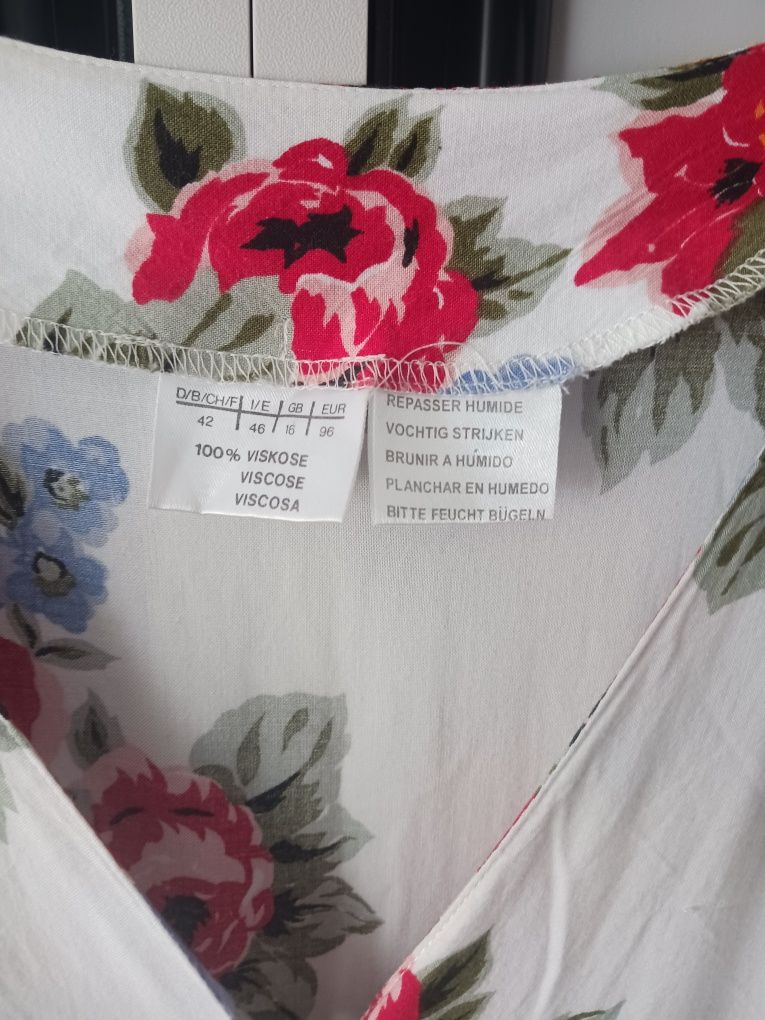 D/B/CH/F I/E GB EUR
42 46 16 96
100% VISKOSE
VISCOSE
VISCOSA
REPASSER HUMIDE
VOCHTIG STRIJKEN
BRUNIR A HUMIDO
PLANCHAR EN HUMEDO
BITTE FEUCHT BÜGELN